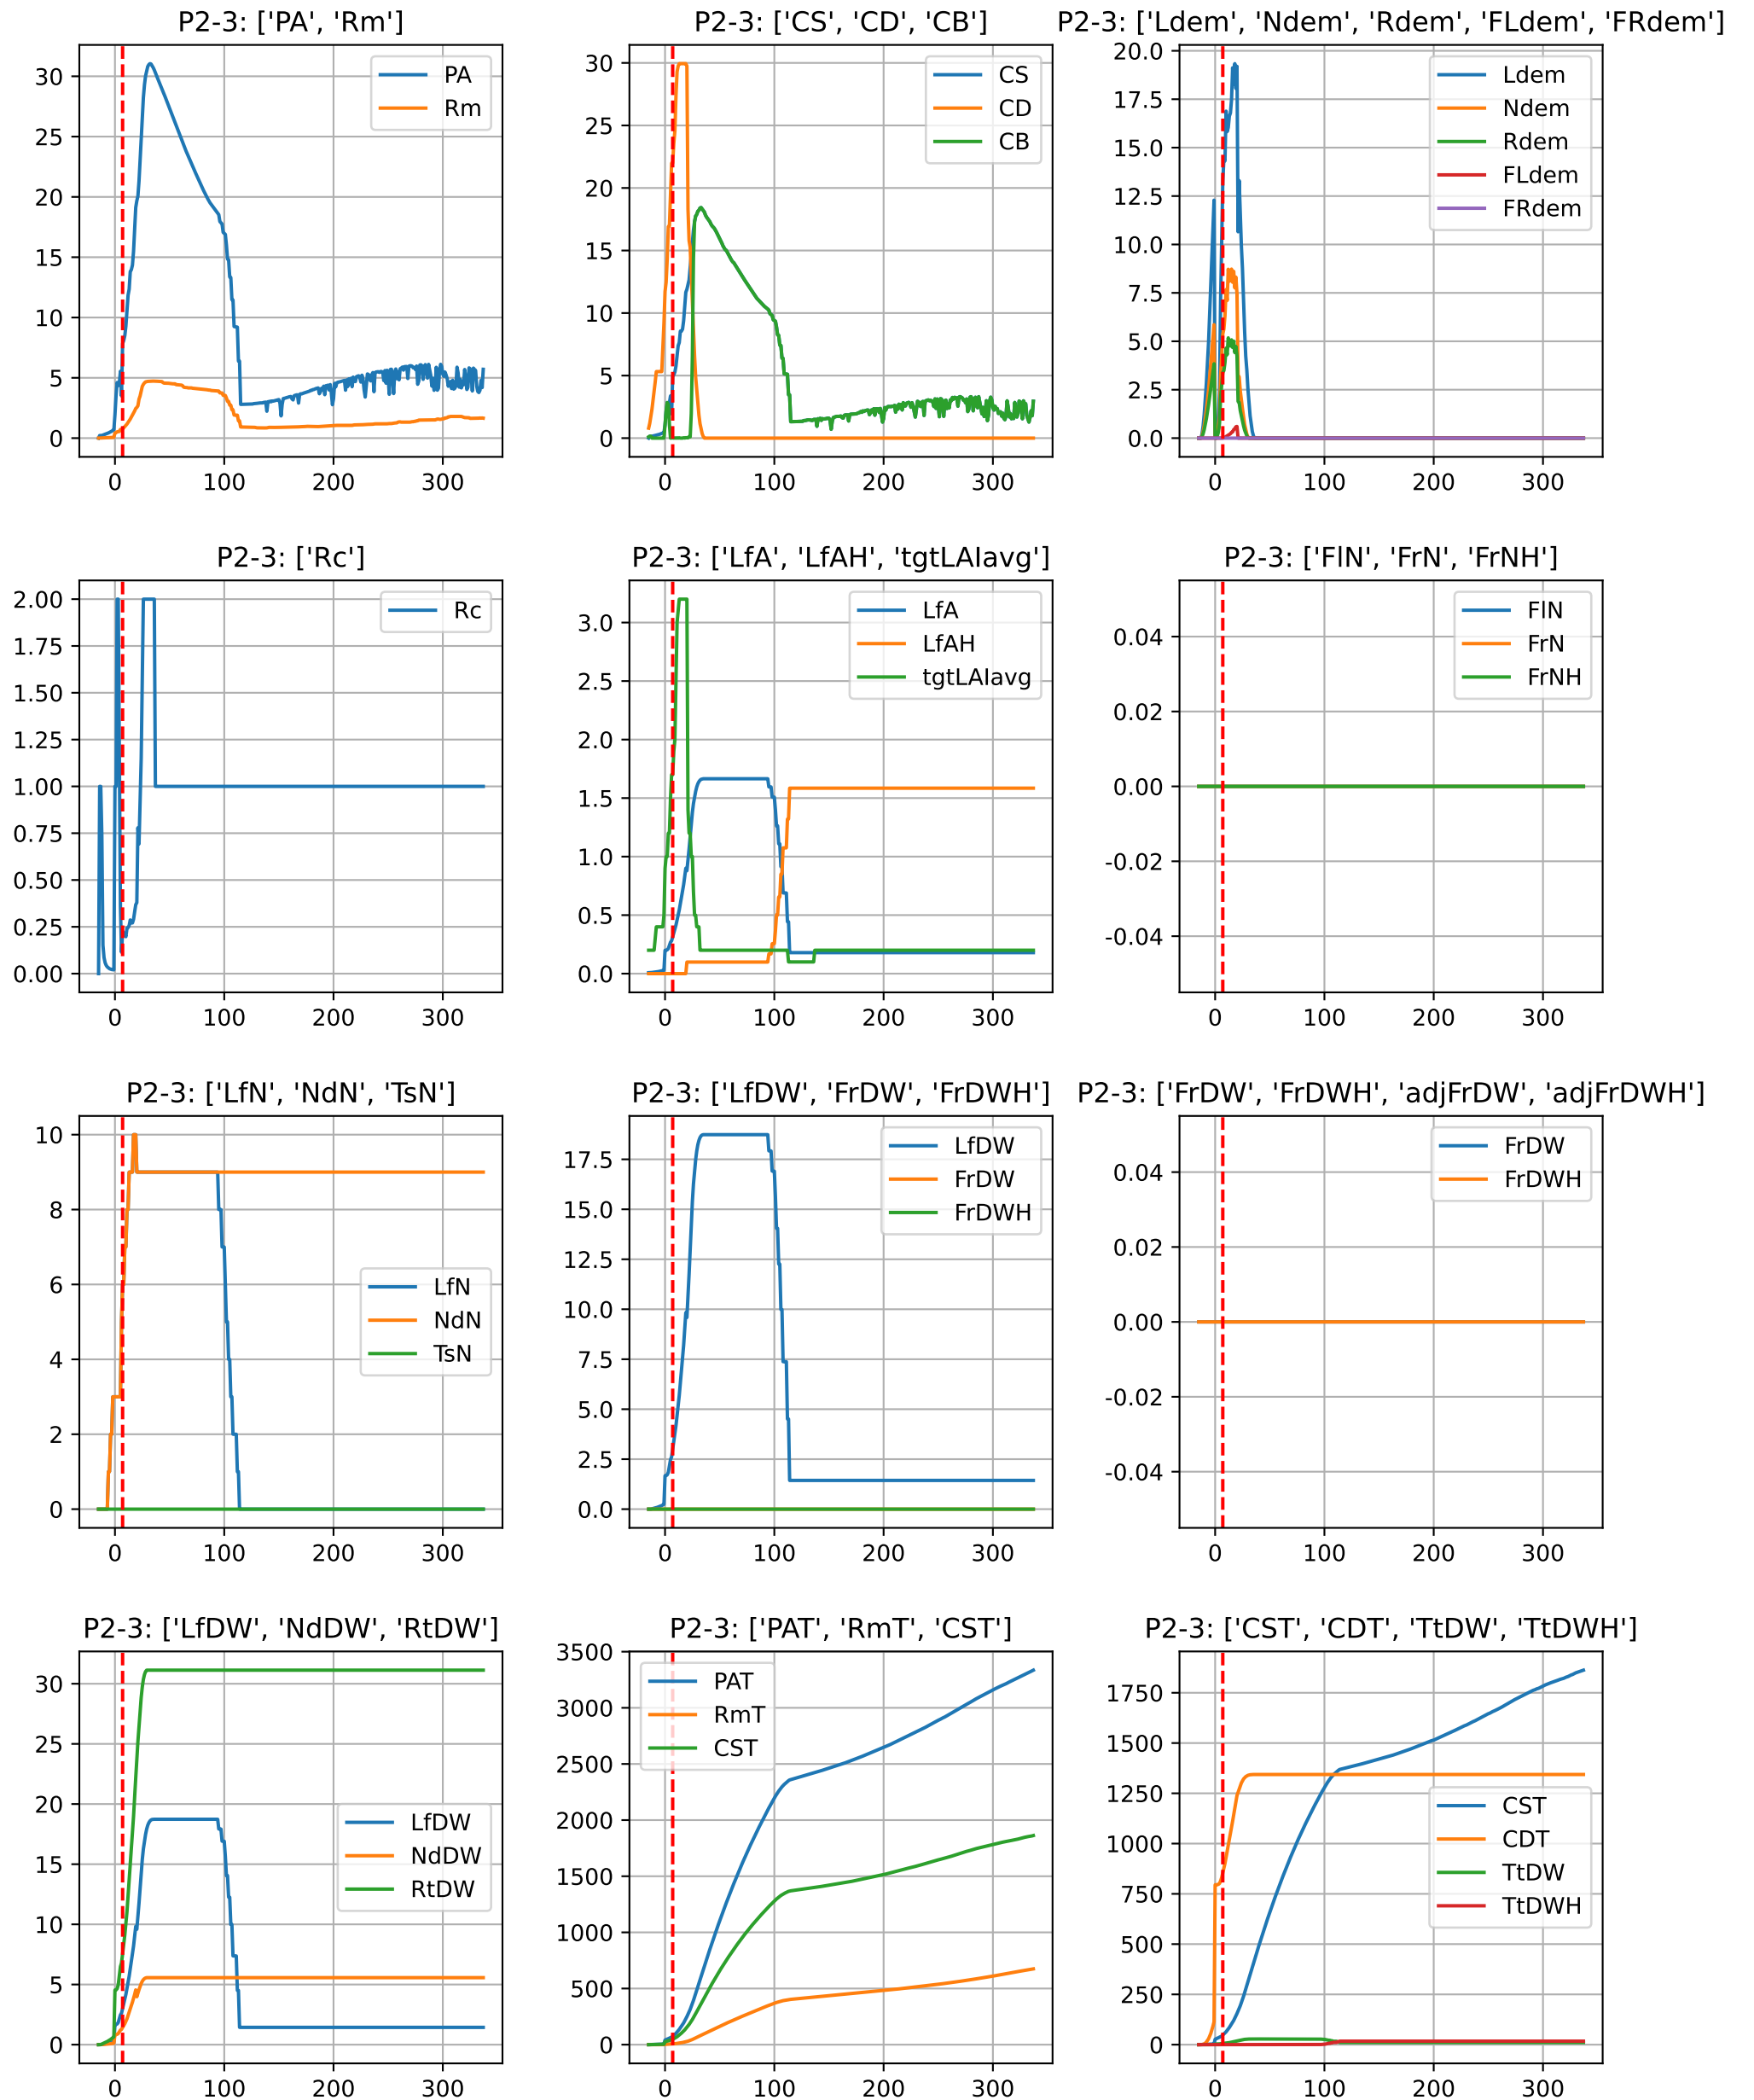 P2-3: ['PA', 'Rm']
30
25
20
15
10
5
0
0 100 200 300
PA
Rm
P2-3: ['CS', 'CD', 'CB']
30
25
20
15
10
5
0
0 100 200 300
CS
CD
CB
P2-3: ['Ldem', 'Ndem', 'Rdem', 'FLdem', 'FRdem']
20.0
17.5
15.0
12.5
10.0
7.5
5.0
2.5
0.0
0 100 200 300
Ldem
Ndem
Rdem
FLdem
FRdem
P2-3: ['Rc']
2.00
1.75
1.50
1.25
1.00
0.75
0.50
0.25
0.00
0 100 200 300
Rc
P2-3: ['LfA', 'LfAH', 'tgtLAIavg']
3.0
2.5
2.0
1.5
1.0
0.5
0.0
0 100 200 300
LfA
LfAH
tgtLAIavg
P2-3: ['FlN', 'FrN', 'FrNH']
0.04
0.02
0.00
-0.02
-0.04
0 100 200 300
FlN
FrN
FrNH
P2-3: ['LfN', 'NdN', 'TsN']
10
8
6
4
2
0
0 100 200 300
LfN
NdN
TsN
P2-3: ['LfDW', 'FrDW', 'FrDWH']
17.5
15.0
12.5
10.0
7.5
5.0
2.5
0.0
0 100 200 300
LfDW
FrDW
FrDWH
P2-3: ['FrDW', 'FrDWH', 'adjFrDW', 'adjFrDWH']
0.04
0.02
0.00
-0.02
-0.04
0 100 200 300
FrDW
FrDWH
P2-3: ['LfDW', 'NdDW', 'RtDW']
30
25
20
15
10
5
0
0 100 200 300
LfDW
NdDW
RtDW
P2-3: ['PAT', 'RmT', 'CST']
3500
3000
2500
2000
1500
1000
500
0
0 100 200 300
PAT
RmT
CST
P2-3: ['CST', 'CDT', 'TtDW', 'TtDWH']
1750
1500
1250
1000
750
500
250
0
0 100 200 300
CST
CDT
TtDW
TtDWH